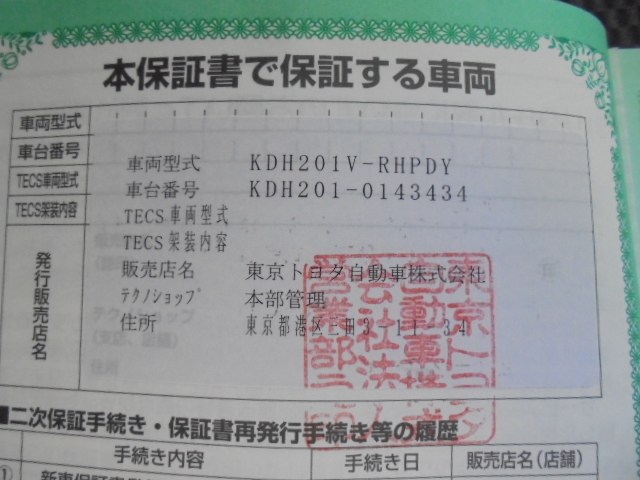 本保証書で保証する車両
車両型式
車台番号
TECS車両型式
TECS架装内容
発行販売店名
車両型式 KDH201V-RHPDY
車台番号 KDH201-0143434
TECS車両型式
TECS架装内容
販売店名 東京トヨタ自動車株式会社
テクノショップ 本部管理
住所 東京都港区三田3-11-34
■二次保証手続き・保証書再発行手続き等の履歴
手続き内容 手続き日 販売店名(店舗)
①